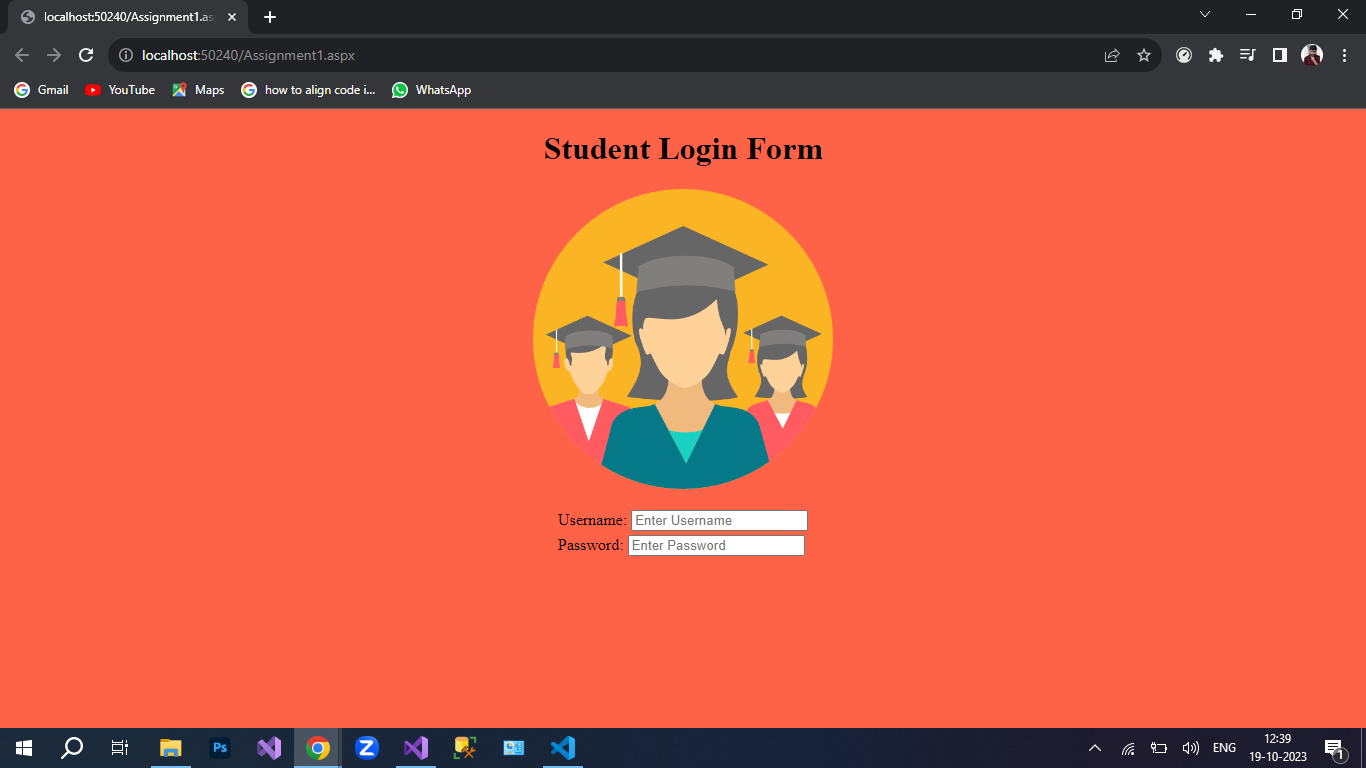 localhost:50240/Assignment1.as
localhost:50240/Assignment1.aspx
Gmail YouTube Maps how to align code i... WhatsApp
Student Login Form
Username: Enter Username
Password: Enter Password
Ps
ENG 12:39
19-10-2023 1